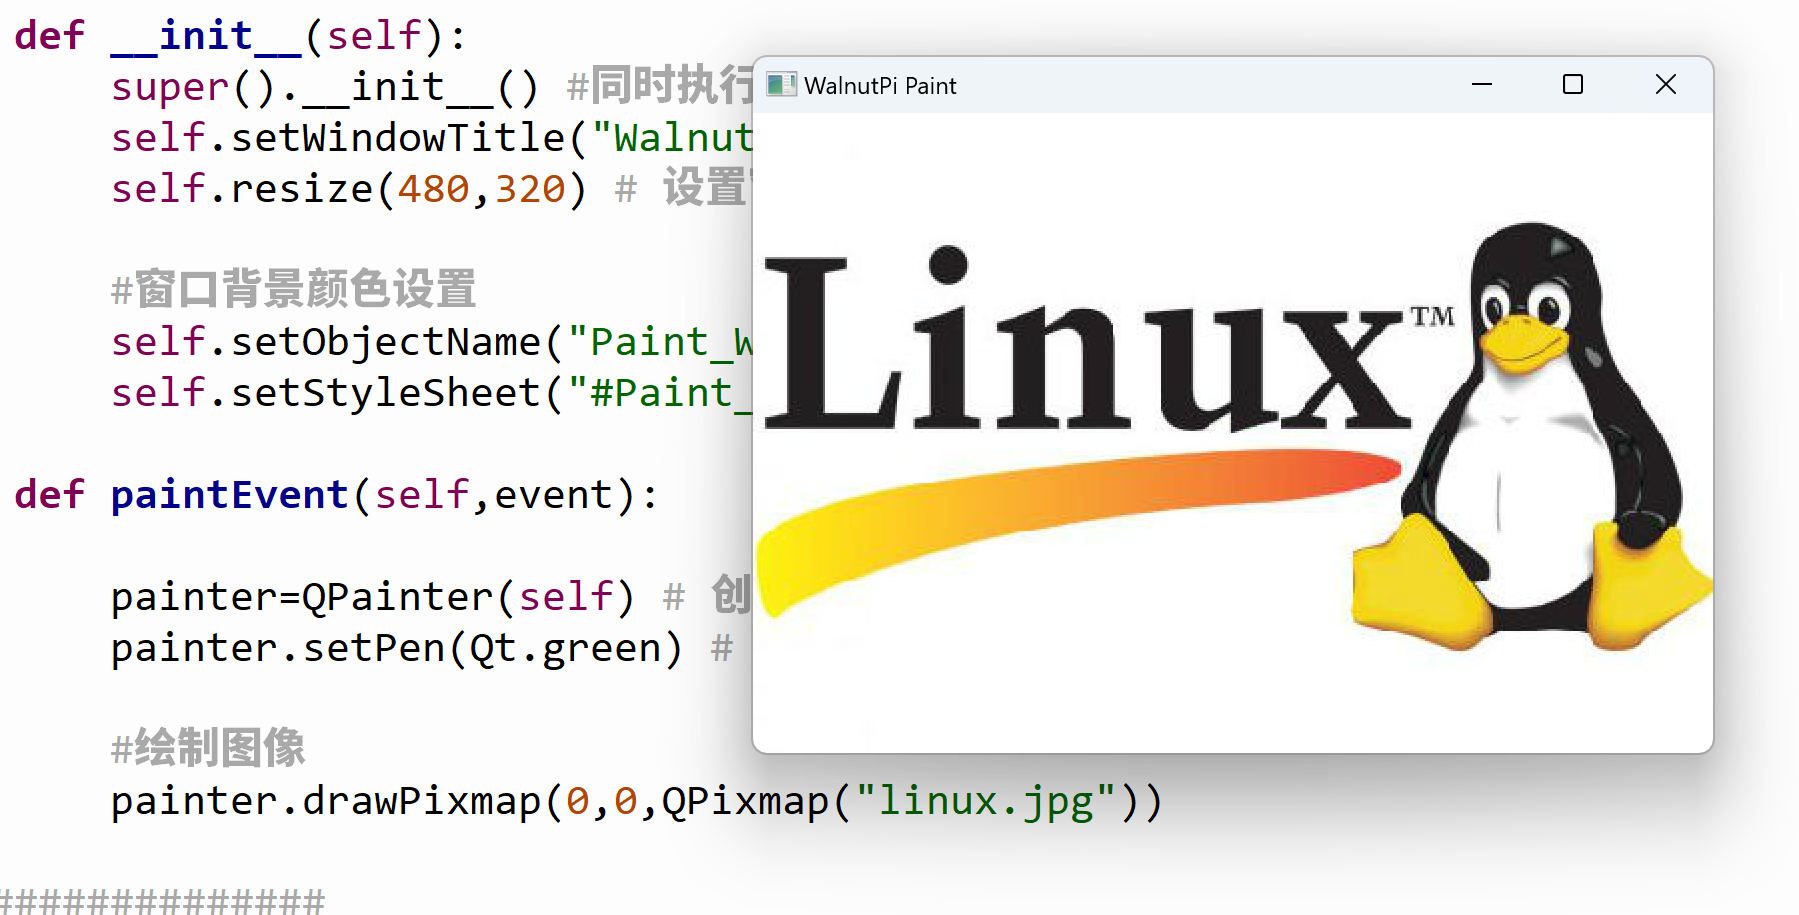 def __init__(self):
super().__init__() #同时执行
self.setWindowTitle("Walnut
self.resize(480,320) # 设置
#窗口背景颜色设置
self.setObjectName("Paint_W
self.setStyleSheet("#Paint_
def paintEvent(self,event):
painter=QPainter(self) # 创
painter.setPen(Qt.green) #
#绘制图像
painter.drawPixmap(0,0,QPixmap("linux.jpg"))
##############
WalnutPi Paint
Linux™